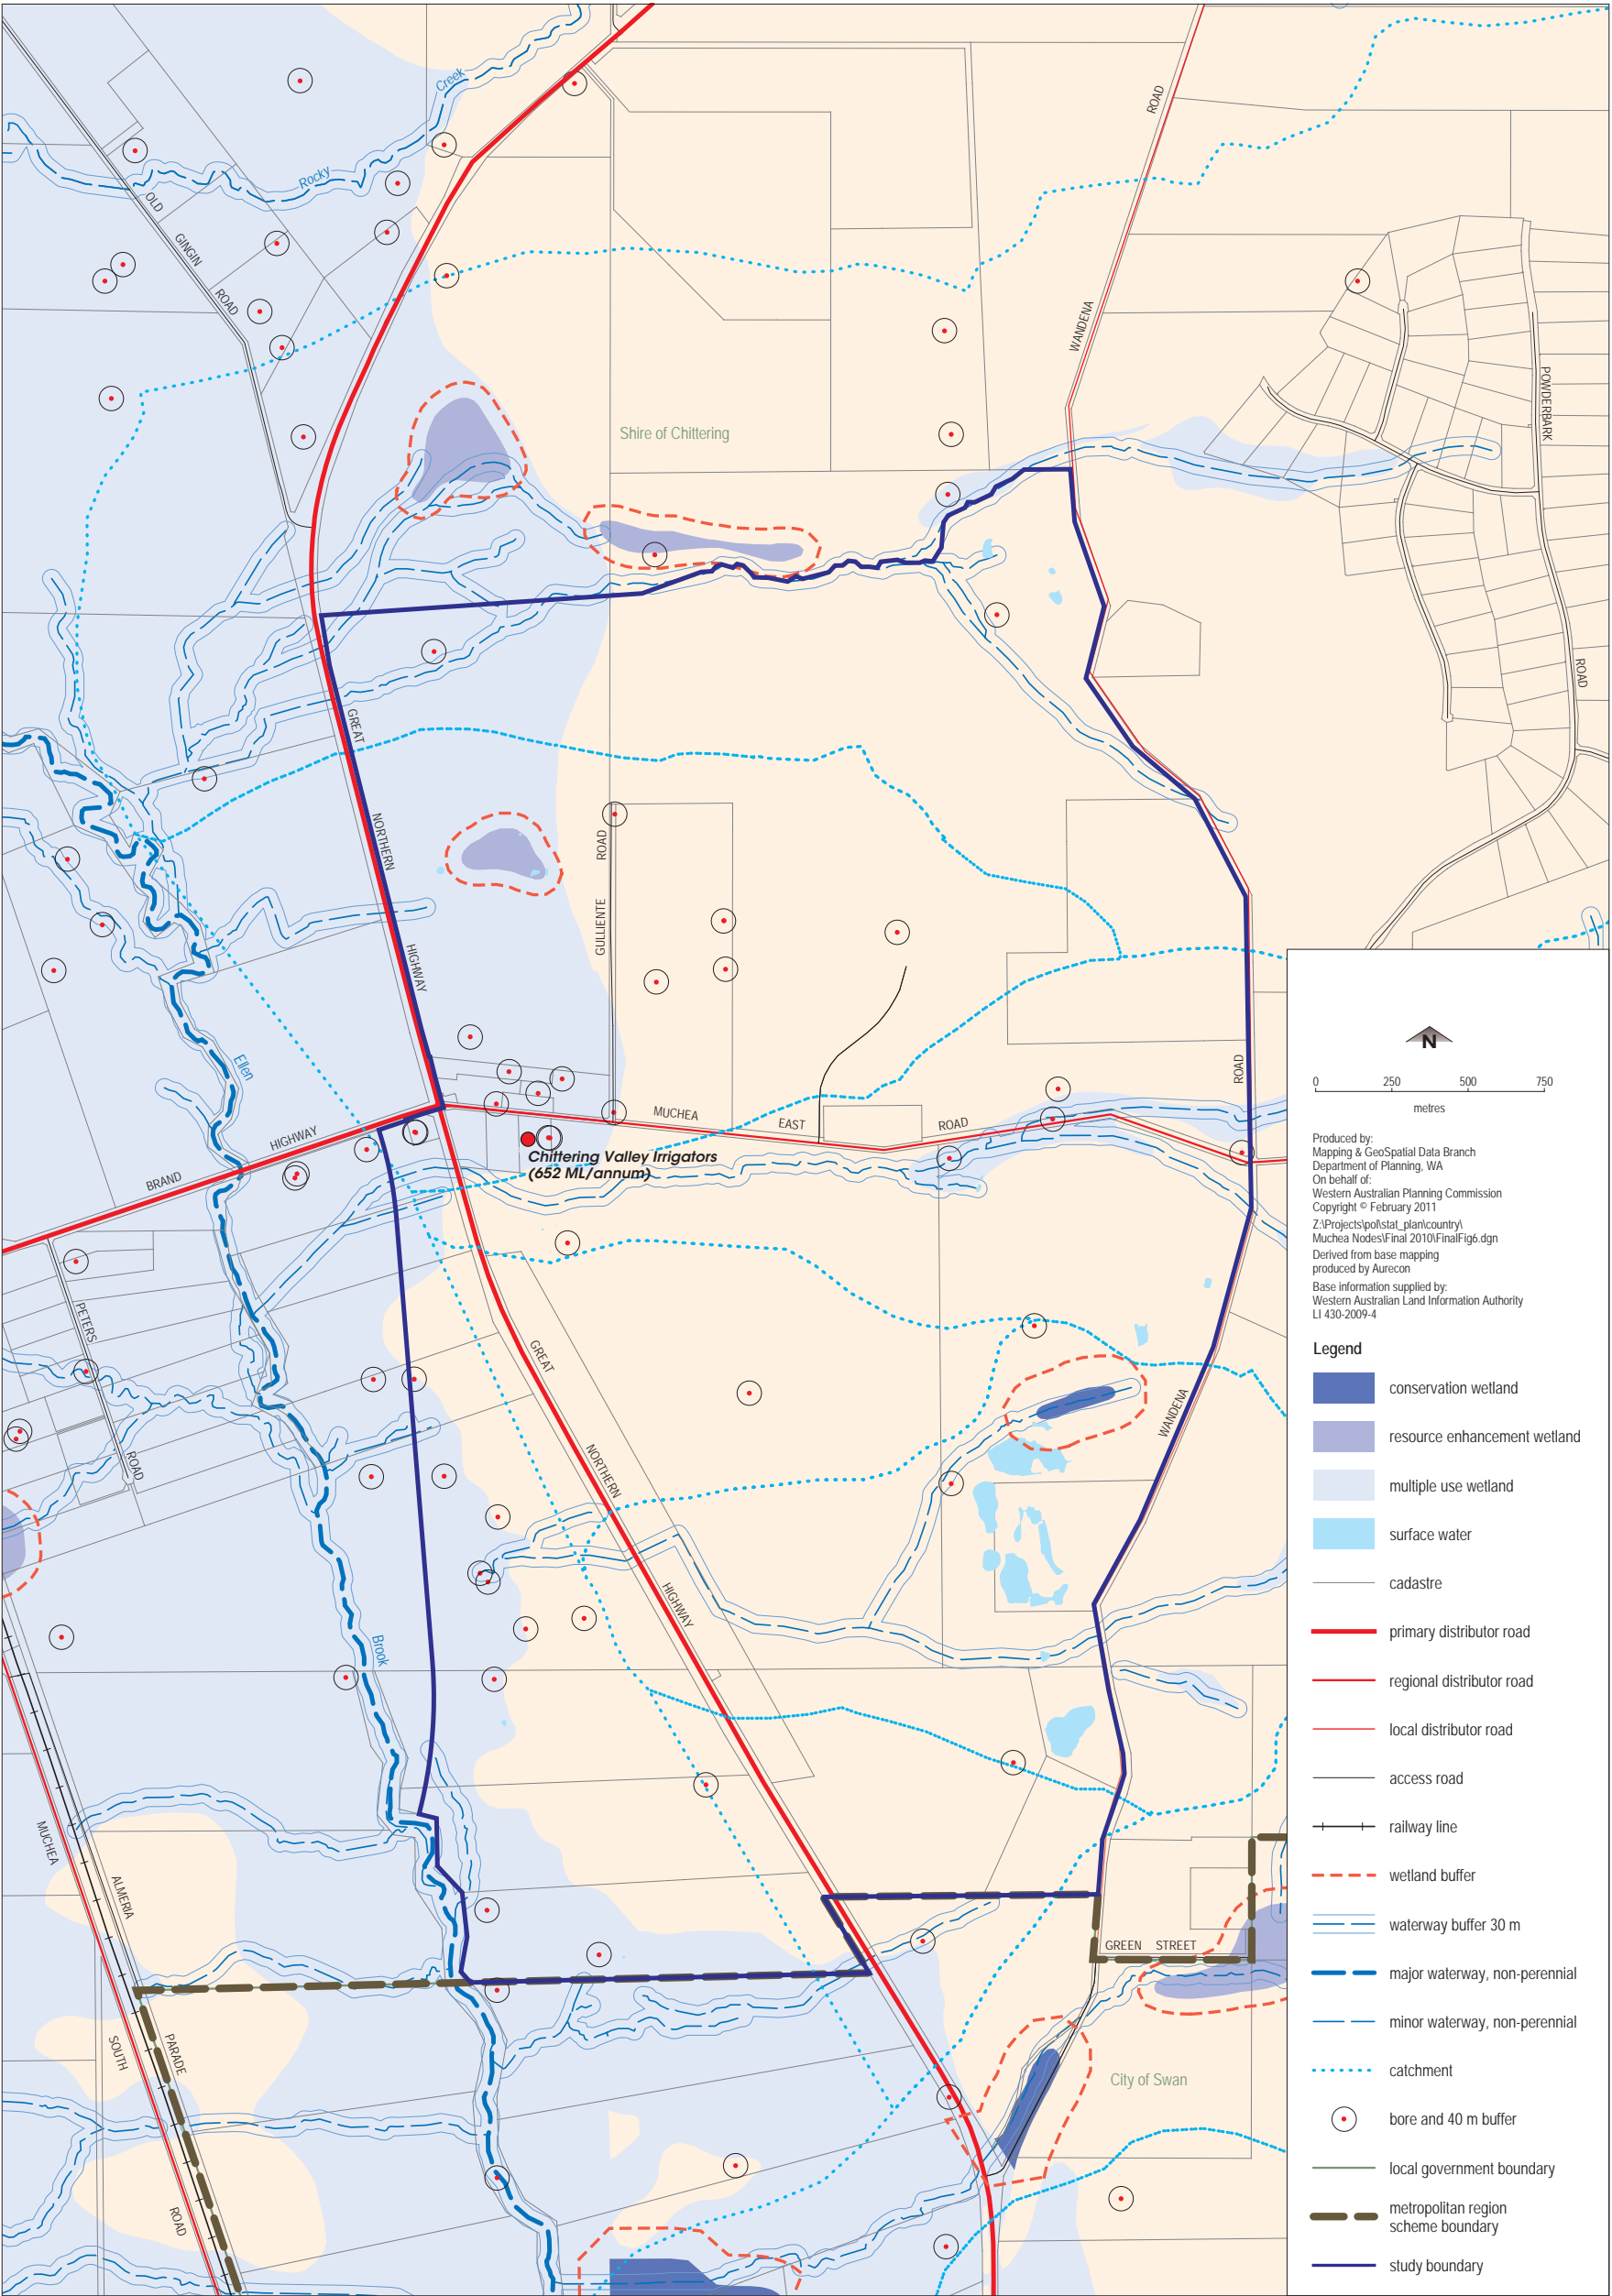 Creek
Rocky
ROAD
OLD
GINGIN
ROAD
WANDENA
POWDERBARK
Shire of Chittering
ROAD
GREAT
NORTHERN
HIGHWAY
GULLIENTE ROAD
Ellen
ROAD
MUCHEA EAST ROAD
HIGHWAY
BRAND
Chittering Valley Irrigators
(652 ML/annum)
PETERS
ROAD
GREAT
NORTHERN
HIGHWAY
WANDENA
Brook
MUCHEA
ALMERIA
SOUTH
PARADE
ROAD
GREEN STREET
City of Swan
N
0 250 500 750
metres
Produced by:
Mapping & GeoSpatial Data Branch
Department of Planning, WA
On behalf of:
Western Australian Planning Commission
Copyright © February 2011
Z:\Projects\pol\stat_plan\country\
Muchea Nodes\Final 2010\FinalFig6.dgn
Derived from base mapping
produced by Aurecon
Base information supplied by:
Western Australian Land Information Authority
LI 430-2009-4
Legend
conservation wetland
resource enhancement wetland
multiple use wetland
surface water
cadastre
primary distributor road
regional distributor road
local distributor road
access road
railway line
wetland buffer
waterway buffer 30 m
major waterway, non-perennial
minor waterway, non-perennial
catchment
bore and 40 m buffer
local government boundary
metropolitan region
scheme boundary
study boundary